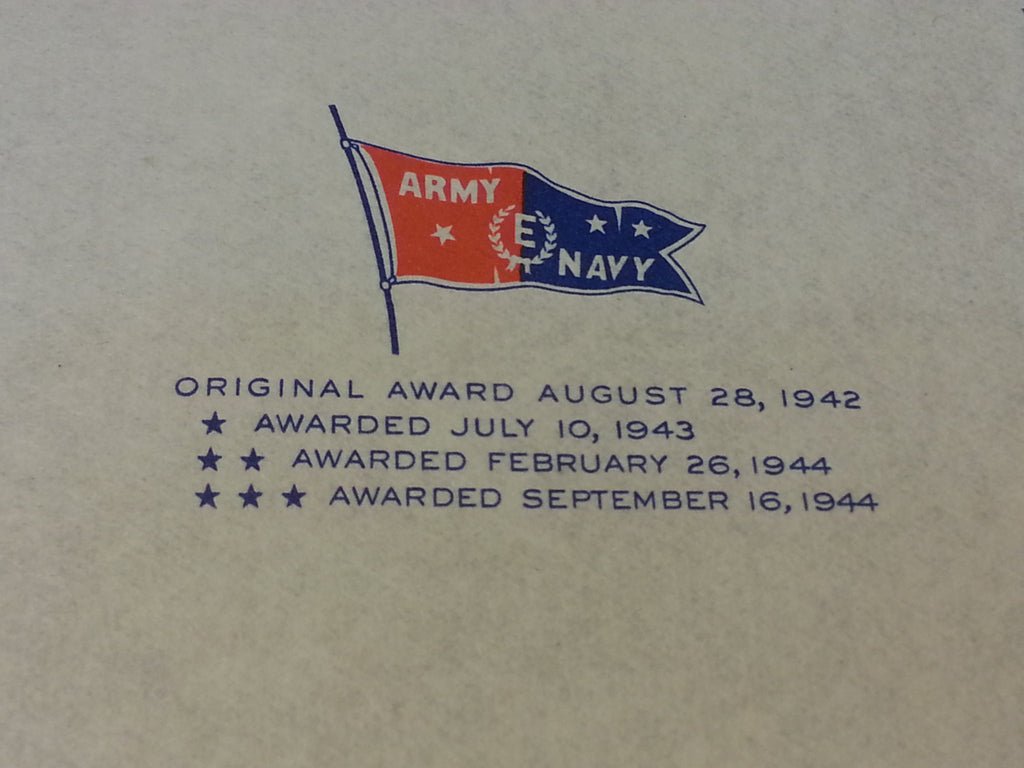 ARMY
E
NAVY
ORIGINAL AWARD AUGUST 28, 1942
★ AWARDED JULY 10, 1943
★ ★ AWARDED FEBRUARY 26, 1944
★ ★ ★ AWARDED SEPTEMBER 16, 1944